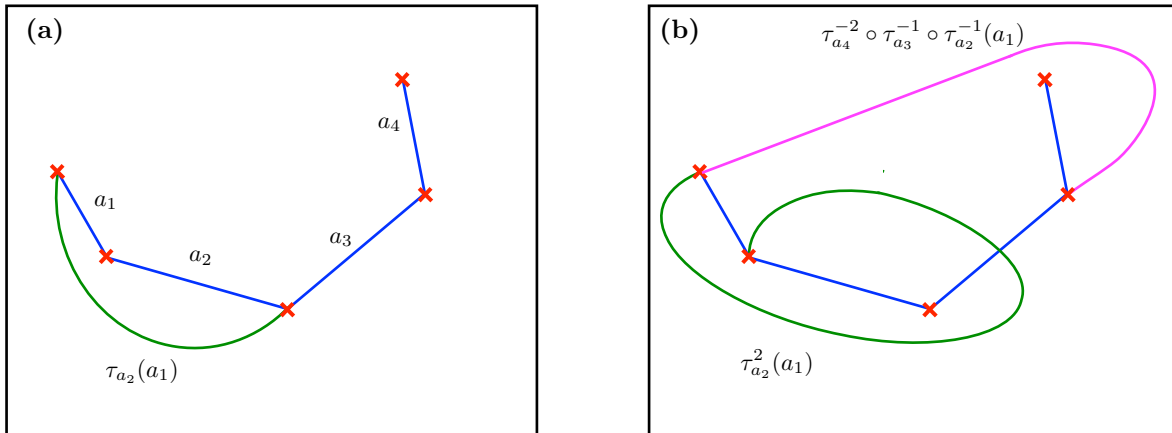 (a)
a₄
a₁
a₂
a₃
τₐ₂(a₁)
(b)
τₐ₄⁻² ∘ τₐ₃⁻¹ ∘ τₐ₂⁻¹(a₁)
τₐ₂²(a₁)